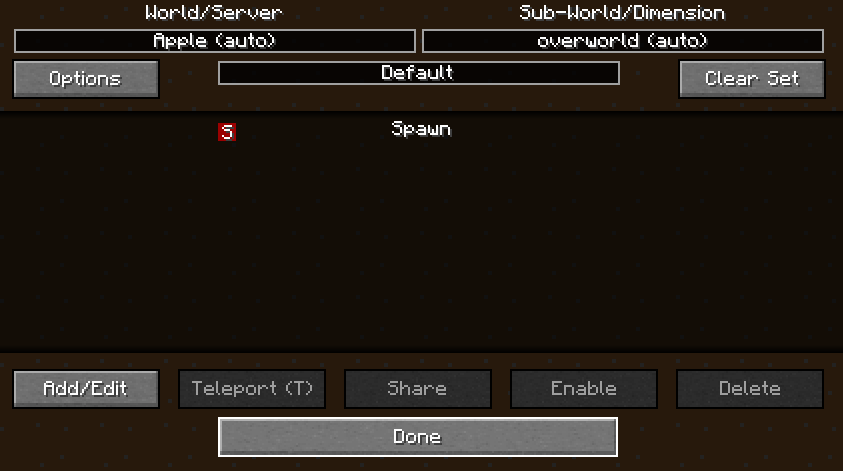 World/Server Sub-World/Dimension
Apple (auto) overworld (auto)
Options Default Clear Set
S Spawn
Add/Edit Teleport (T) Share Enable Delete
Done